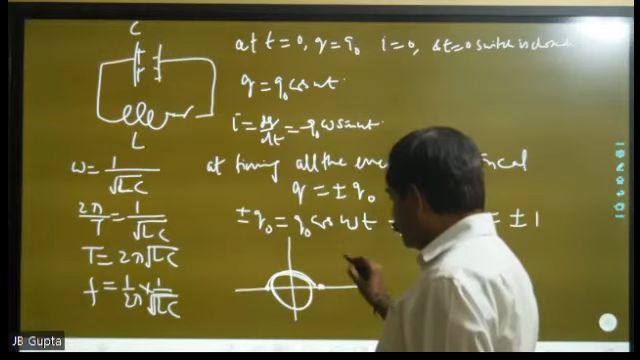 C
L
ω = 1/√LC
2π/T = 1/√LC
T = 2π√LC
f = 1/2π × 1/√LC
at t = 0, q = q₀ i = 0, at t = 0 switch is closed
q = q₀ cos ωt
i = dq/dt = -q₀ω sin ωt
at timing all the
q = ± q₀
± q₀ = q₀ cos ωt = ± 1
JB Gupta